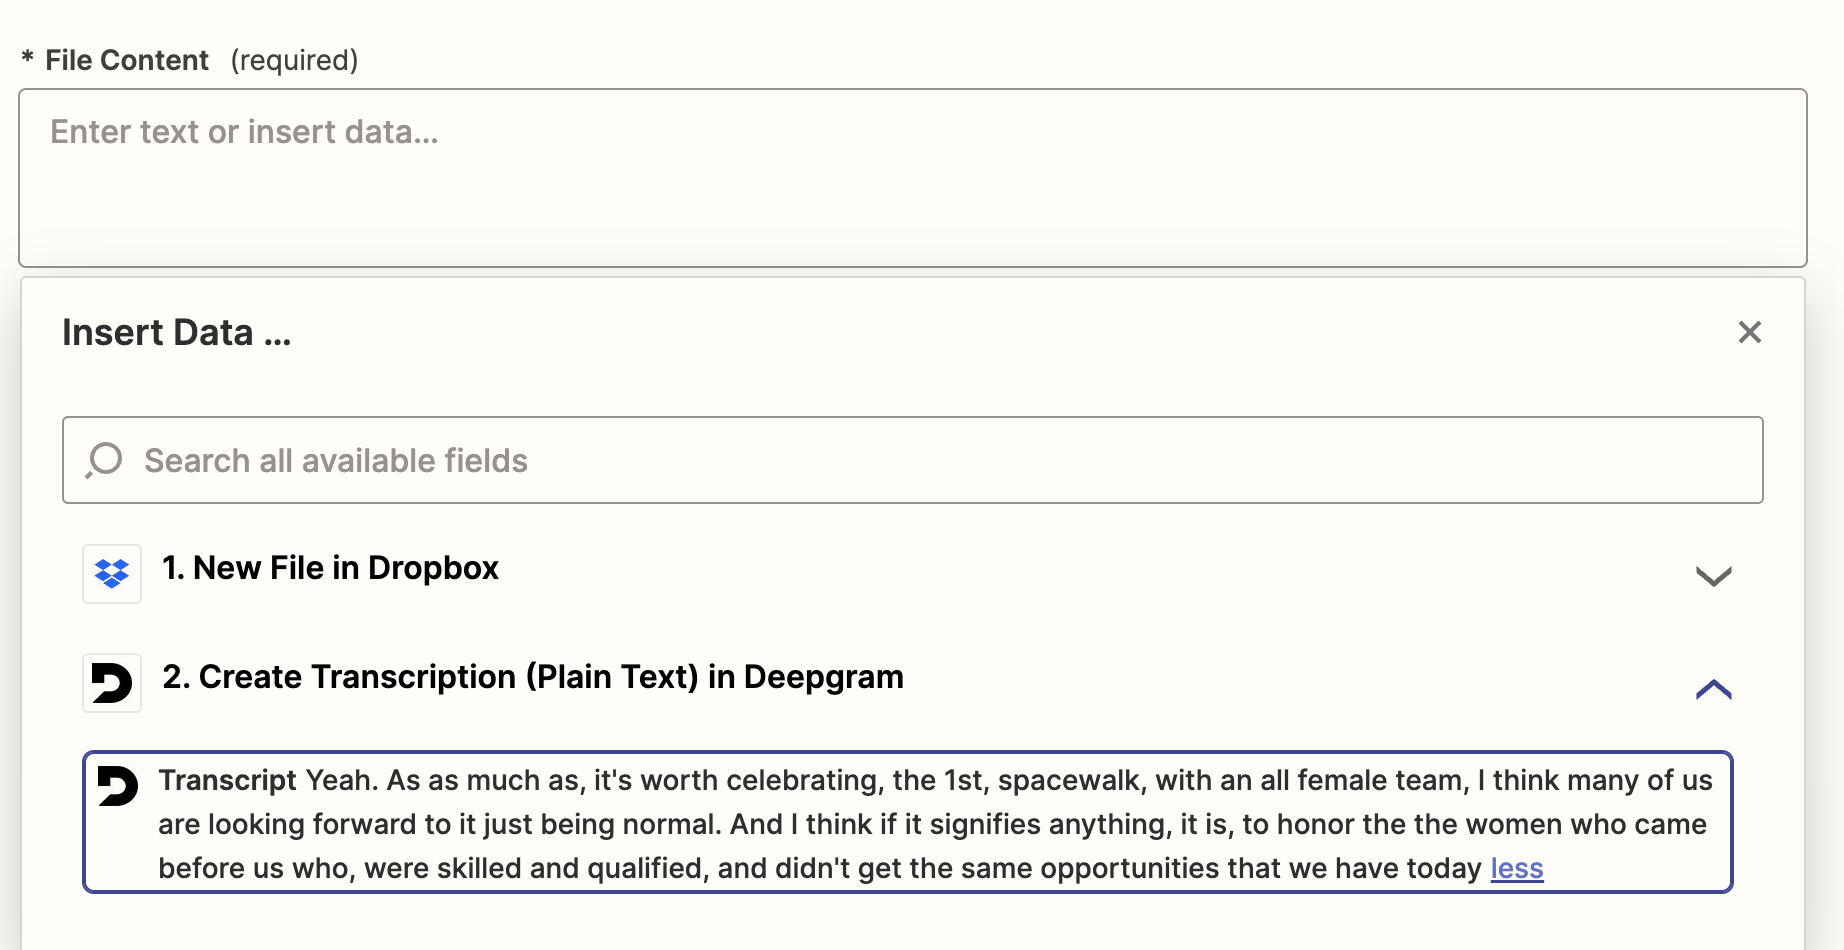 * File Content (required)
Enter text or insert data...
Insert Data ...
Search all available fields
1. New File in Dropbox
2. Create Transcription (Plain Text) in Deepgram
Transcript Yeah. As as much as, it's worth celebrating, the 1st, spacewalk, with an all female team, I think many of us
are looking forward to it just being normal. And I think if it signifies anything, it is, to honor the the women who came
before us who, were skilled and qualified, and didn't get the same opportunities that we have today less